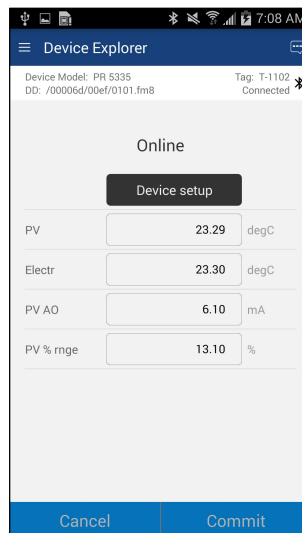 7:08 AM
Device Explorer
Device Model: PR 5335
Tag: T-1102
DD: /00006d/00ef/0101.fm8
Connected
Online
Device setup
PV 23.29 degC
Electr 23.30 degC
PV AO 6.10 mA
PV % rnge 13.10 %
Cancel Commit